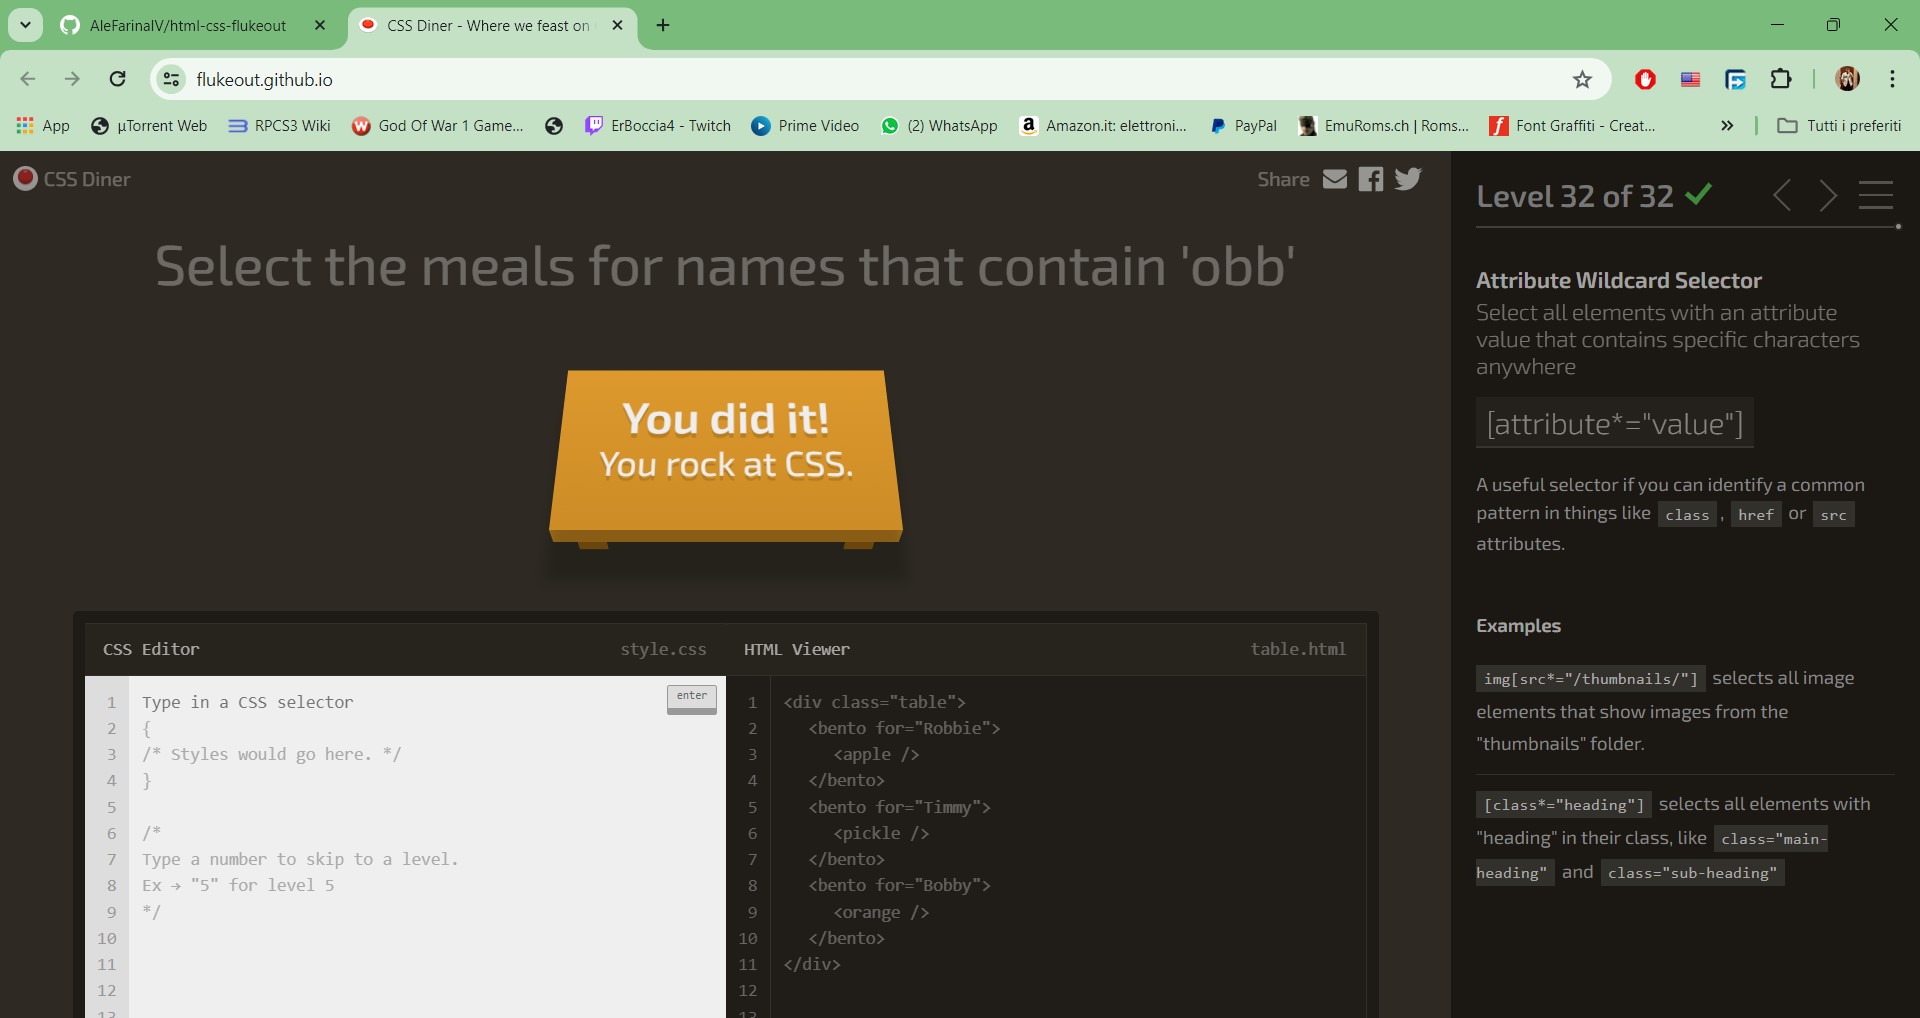 AleFarinaIV/html-css-flukeout
CSS Diner - Where we feast on
flukeout.github.io
App
µTorrent Web
RPCS3 Wiki
God Of War 1 Game...
ErBoccia4 - Twitch
Prime Video
(2) WhatsApp
Amazon.it: elettroni...
PayPal
EmuRoms.ch | Roms...
Font Graffiti - Creat...
Tutti i preferiti
CSS Diner
Share
Select the meals for names that contain 'obb'
You did it!
You rock at CSS.
CSS Editor
style.css
1 Type in a CSS selector
enter
2 {
3 /* Styles would go here. */
4 }
5
6 /*
7 Type a number to skip to a level.
8 Ex → "5" for level 5
9 */
10
11
12
13
HTML Viewer
table.html
1 <div class="table">
2 <bento for="Robbie">
3 <apple />
4 </bento>
5 <bento for="Timmy">
6 <pickle />
7 </bento>
8 <bento for="Bobby">
9 <orange />
10 </bento>
11 </div>
12
13
Level 32 of 32
Attribute Wildcard Selector
Select all elements with an attribute
value that contains specific characters
anywhere
[attribute*="value"]
A useful selector if you can identify a common
pattern in things like class , href or src
attributes.
Examples
img[src*="/thumbnails/"] selects all image
elements that show images from the
"thumbnails" folder.
[class*="heading"] selects all elements with
"heading" in their class, like class="main-
heading" and class="sub-heading"